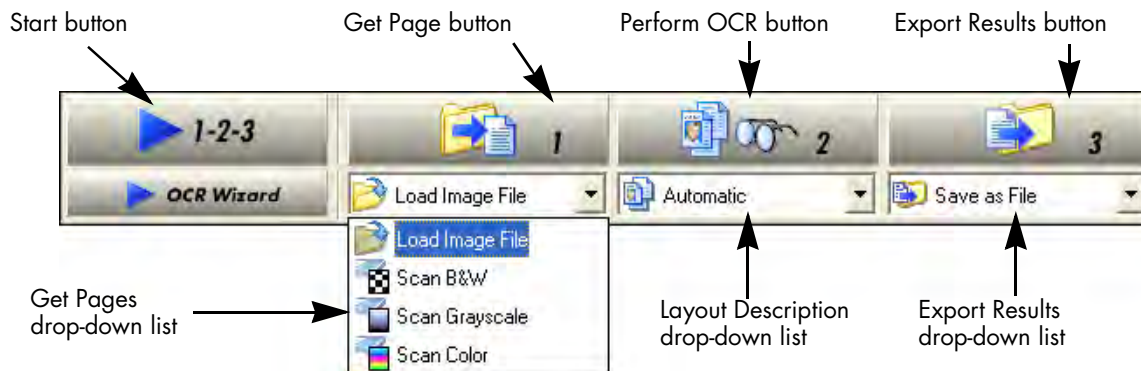 Start button
Get Page button
Perform OCR button
Export Results button
1-2-3
1
2
3
OCR Wizard
Load Image File
Automatic
Save as File
Load Image File
Scan B&W
Scan Grayscale
Scan Color
Get Pages
drop-down list
Layout Description
drop-down list
Export Results
drop-down list